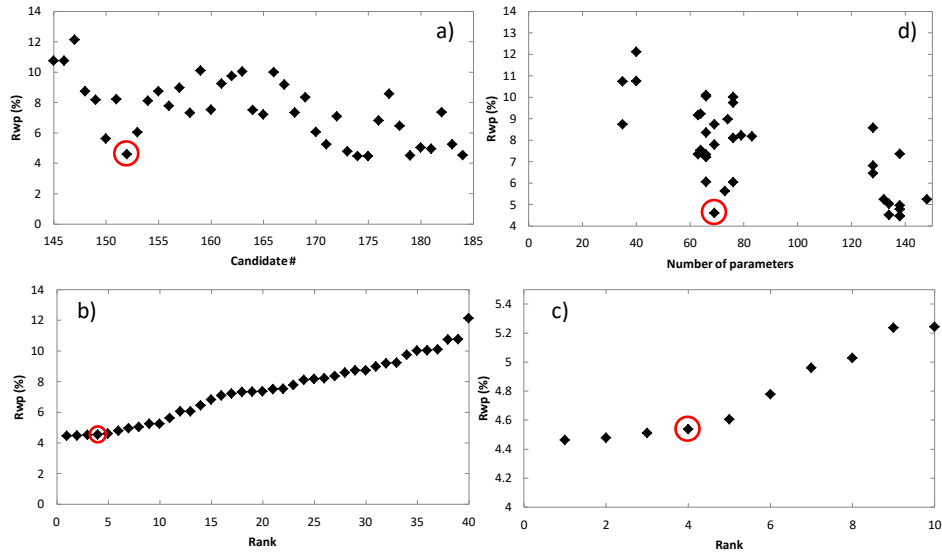 a)
14
12
10
8
6
4
2
0
Rwp (%)
145 150 155 160 165 170 175 180 185
Candidate #
d)
14
13
12
11
10
9
8
7
6
5
4
Rwp (%)
0 20 40 60 80 100 120 140
Number of parameters
b)
14
12
10
8
6
4
2
0
Rwp (%)
0 5 10 15 20 25 30 35 40
Rank
c)
5.4
5.2
5
4.8
4.6
4.4
4.2
4
Rwp (%)
0 2 4 6 8 10
Rank